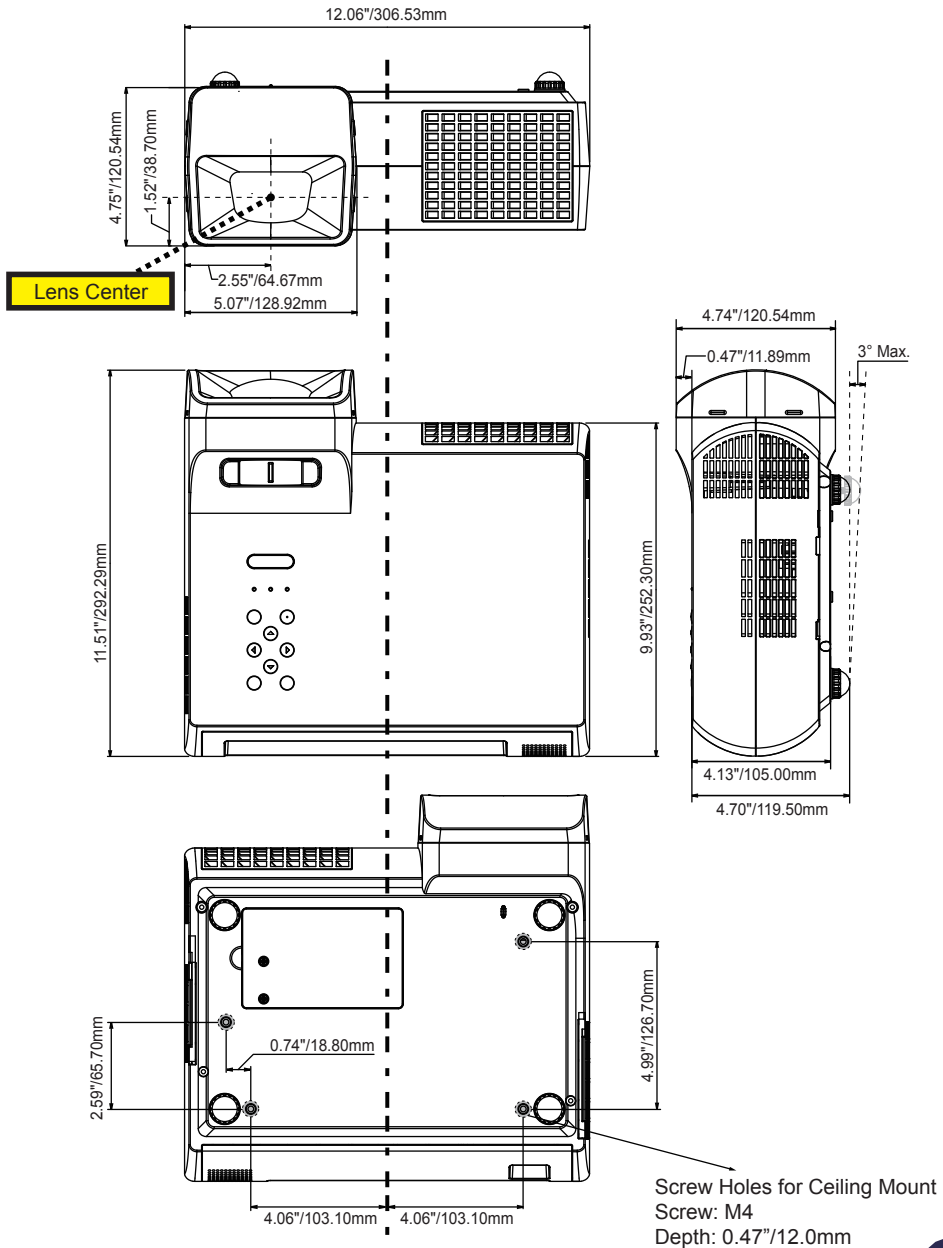 12.06"/306.53mm
4.75"/120.54mm
1.52"/38.70mm
Lens Center
2.55"/64.67mm
5.07"/128.92mm
4.74"/120.54mm
0.47"/11.89mm
3° Max.
11.51"/292.29mm
9.93"/252.30mm
4.13"/105.00mm
4.70"/119.50mm
2.59"/65.70mm
0.74"/18.80mm
4.99"/126.70mm
4.06"/103.10mm
4.06"/103.10mm
Screw Holes for Ceiling Mount
Screw: M4
Depth: 0.47”/12.0mm